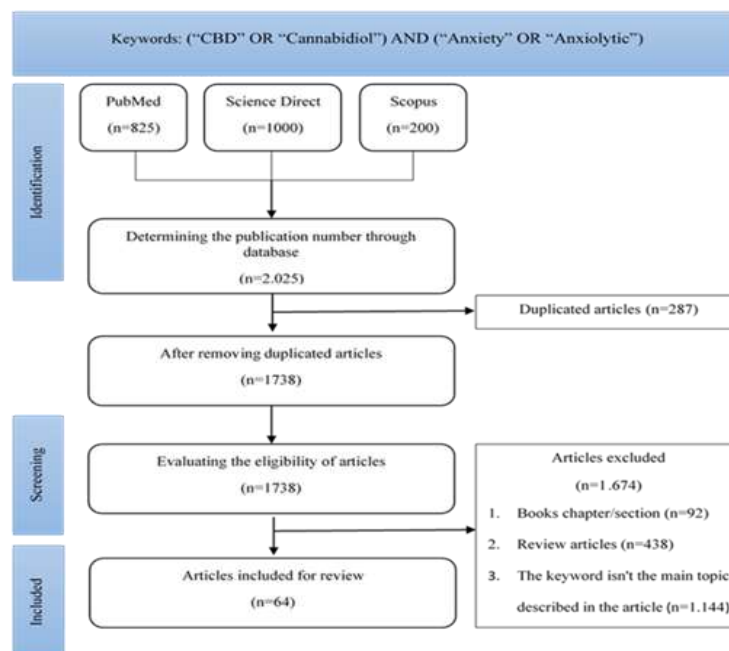 Keywords: (“CBD” OR “Cannabidiol”) AND (“Anxiety” OR “Anxiolytic”)
Identification
PubMed
(n=825)
Science Direct
(n=1000)
Scopus
(n=200)
Determining the publication number through
database
(n=2.025)
Duplicated articles (n=287)
After removing duplicated articles
(n=1738)
Screening
Evaluating the eligibility of articles
(n=1738)
Articles excluded
(n=1.674)
1. Books chapter/section (n=92)
2. Review articles (n=438)
3. The keyword isn't the main topic
described in the article (n=1.144)
Included
Articles included for review
(n=64)